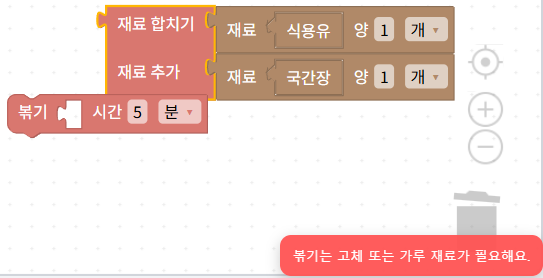 재료 합치기 재료 식용유 양 1 개
재료 추가 재료 국간장 양 1 개
볶기 시간 5 분
볶기는 고체 또는 가루 재료가 필요해요.